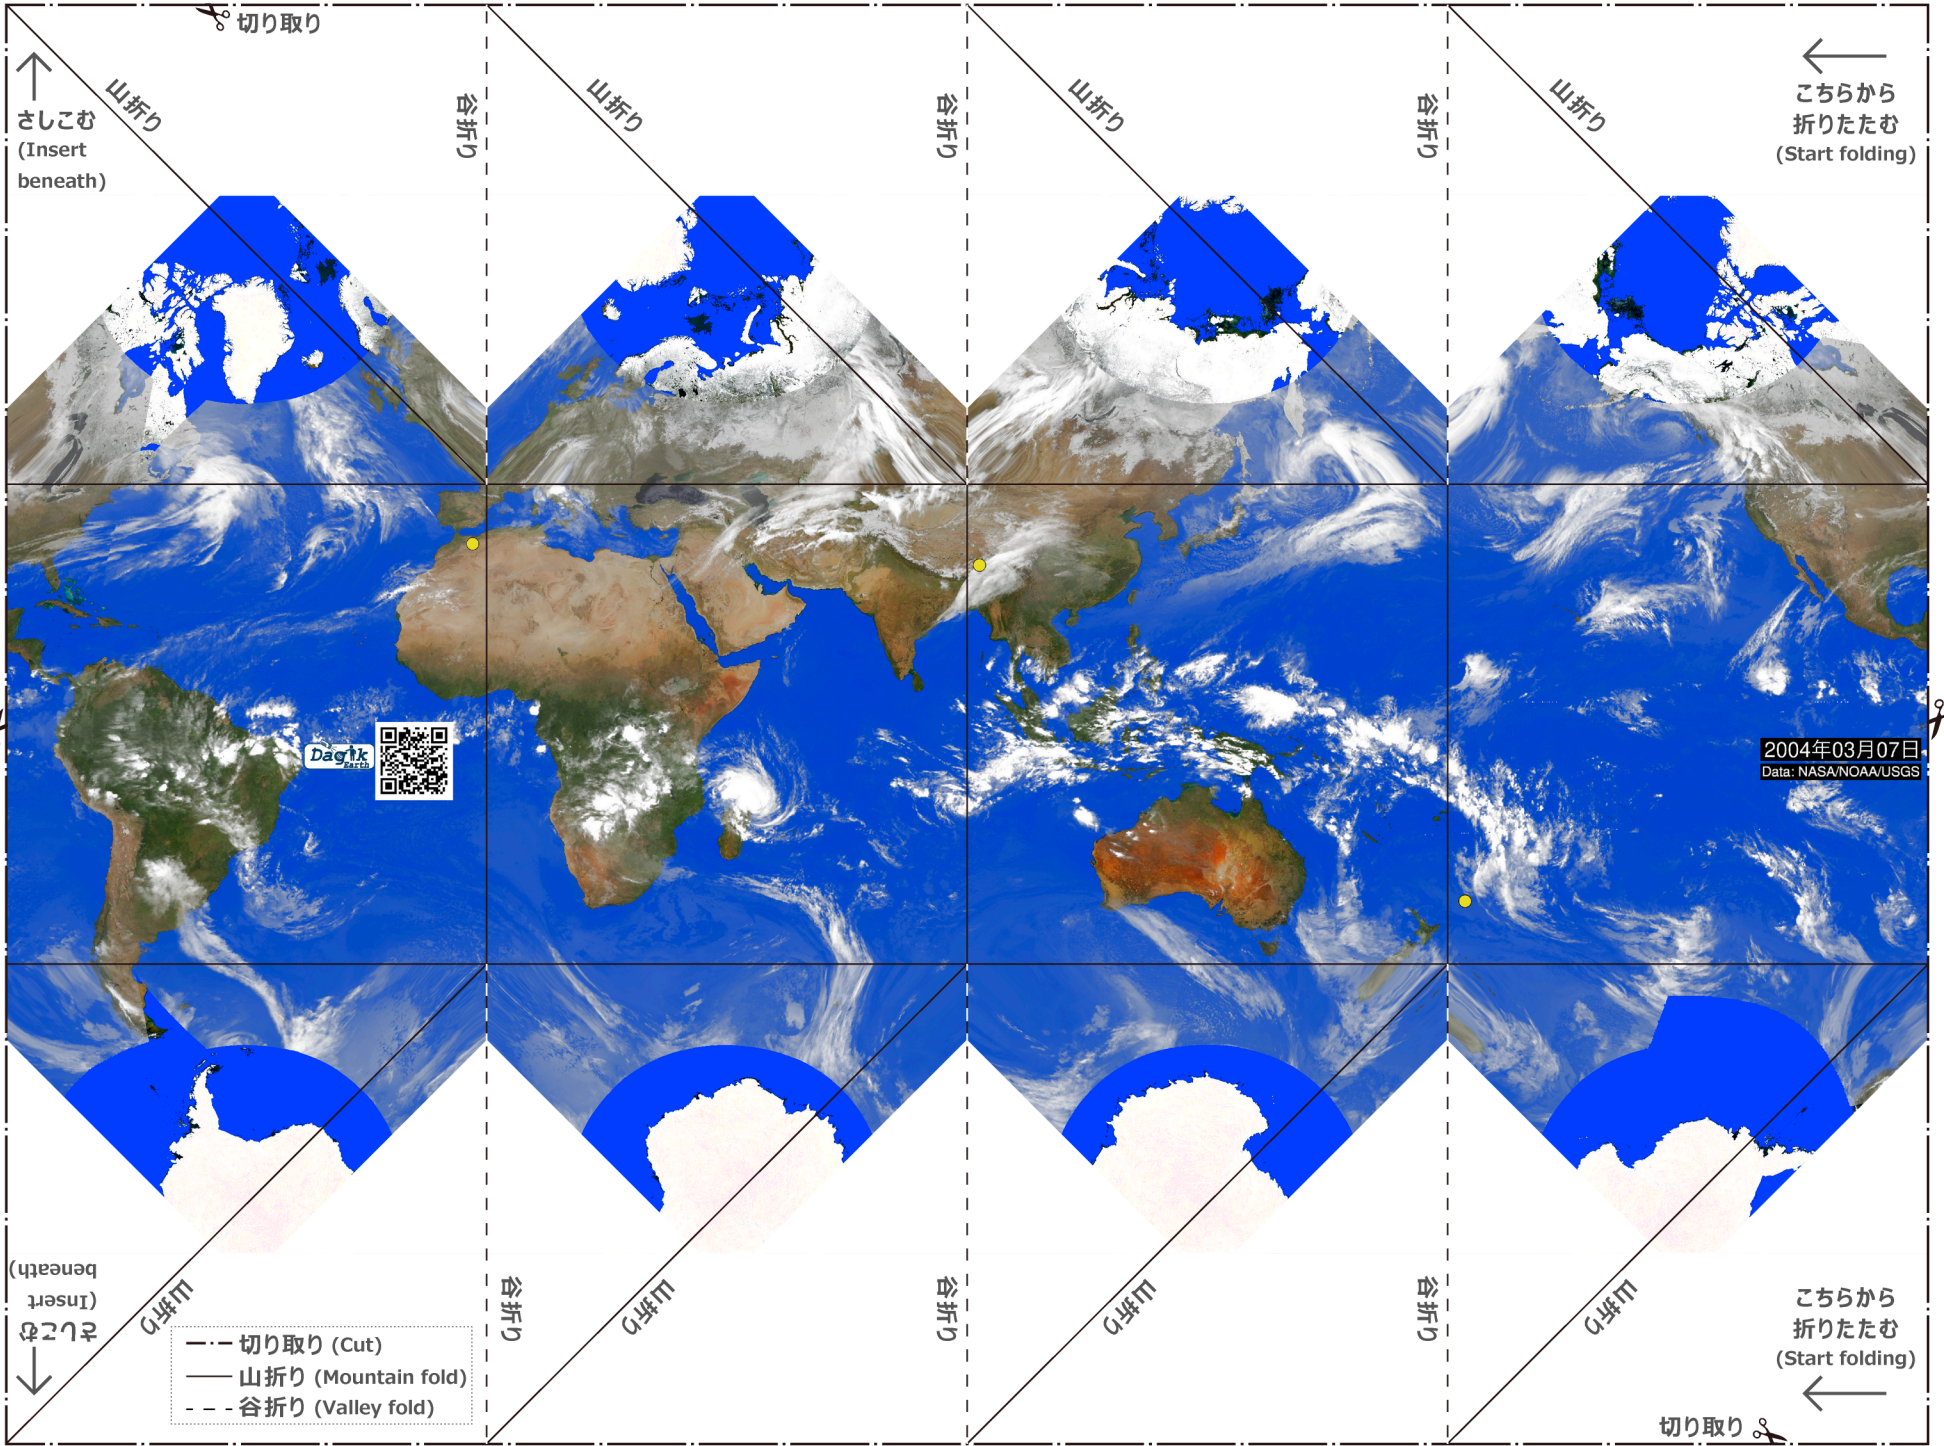 切り取り
山折り
谷折り
山折り
谷折り
山折り
谷折り
山折り
さしこむ
(Insert
beneath)
こちらから
折りたたむ
(Start folding)
Dagik
Earth
2004年03月07日
Data: NASA/NOAA/USGS
さしこむ
(Insert
beneath)
山折り
谷折り
山折り
谷折り
山折り
谷折り
山折り
こちらから
折りたたむ
(Start folding)
切り取り (Cut)
山折り (Mountain fold)
谷折り (Valley fold)
切り取り